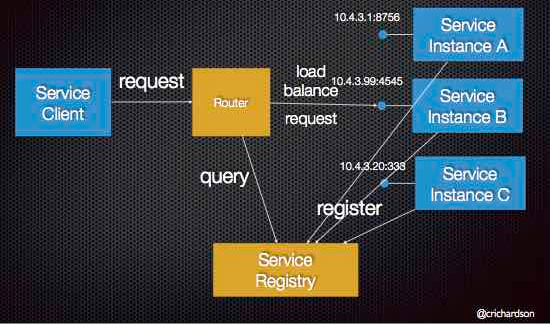 10.4.3.1:8756
Service
Instance A
request
load
balance
10.4.3.99:4545
Service
Client
Router
Service
Instance B
request
10.4.3.20:333
query
Service
Instance C
register
Service
Registry
@crichardson